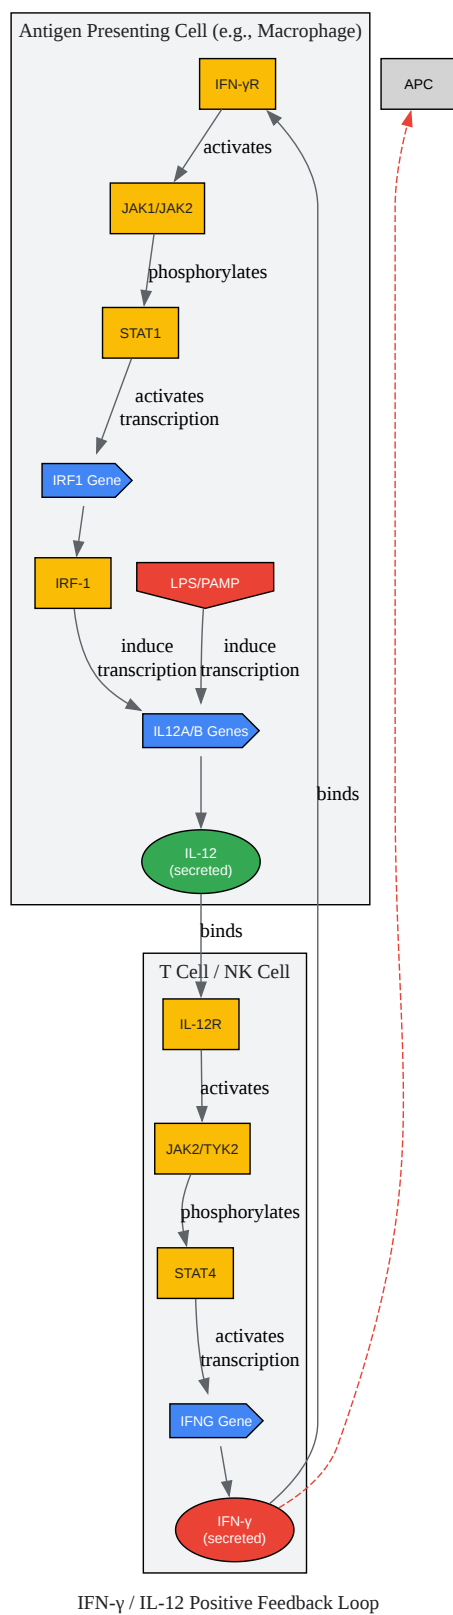 Antigen Presenting Cell (e.g., Macrophage)
IFN-γR
APC
activates
JAK1/JAK2
phosphorylates
STAT1
activates
transcription
IRF1 Gene
IRF-1
LPS/PAMP
induce
transcription
induce
transcription
IL12A/B Genes
binds
IL-12
(secreted)
binds
T Cell / NK Cell
IL-12R
activates
JAK2/TYK2
phosphorylates
STAT4
activates
transcription
IFNG Gene
IFN-γ
(secreted)
IFN-γ / IL-12 Positive Feedback Loop